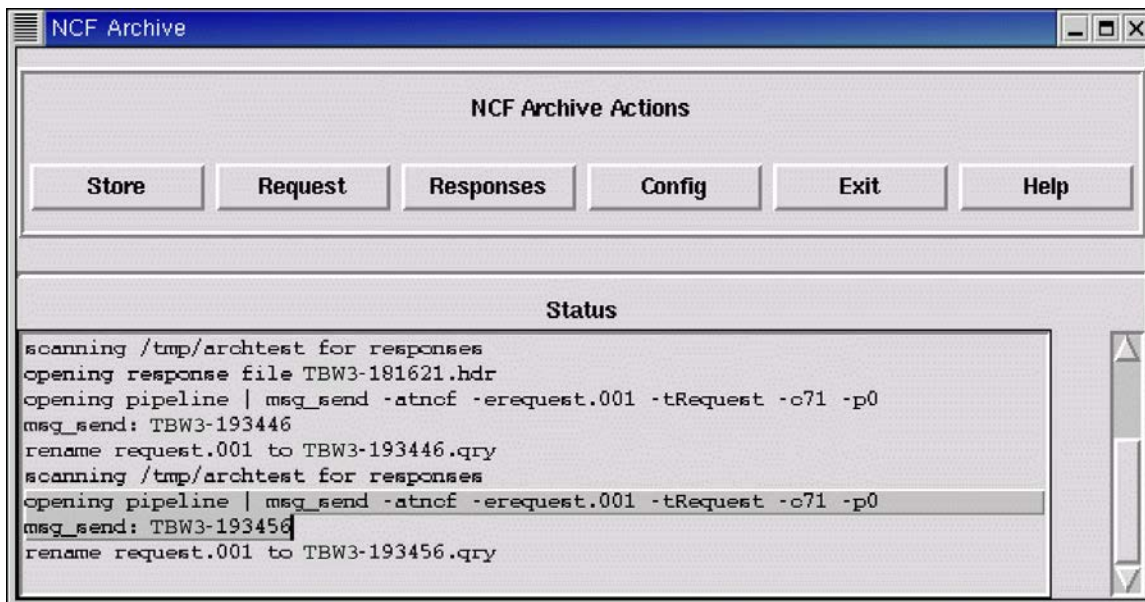 NCF Archive
NCF Archive Actions
Store Request Responses Config Exit Help
Status
scanning /tmp/archtest for responses
opening response file TBW3-181621.hdr
opening pipeline | msg_send -atncf -erequest.001 -tRequest -c71 -p0
msg_send: TBW3-193446
rename request.001 to TBW3-193446.qry
scanning /tmp/archtest for responses
opening pipeline | msg_send -atncf -erequest.001 -tRequest -c71 -p0
msg_send: TBW3-193456
rename request.001 to TBW3-193456.qry